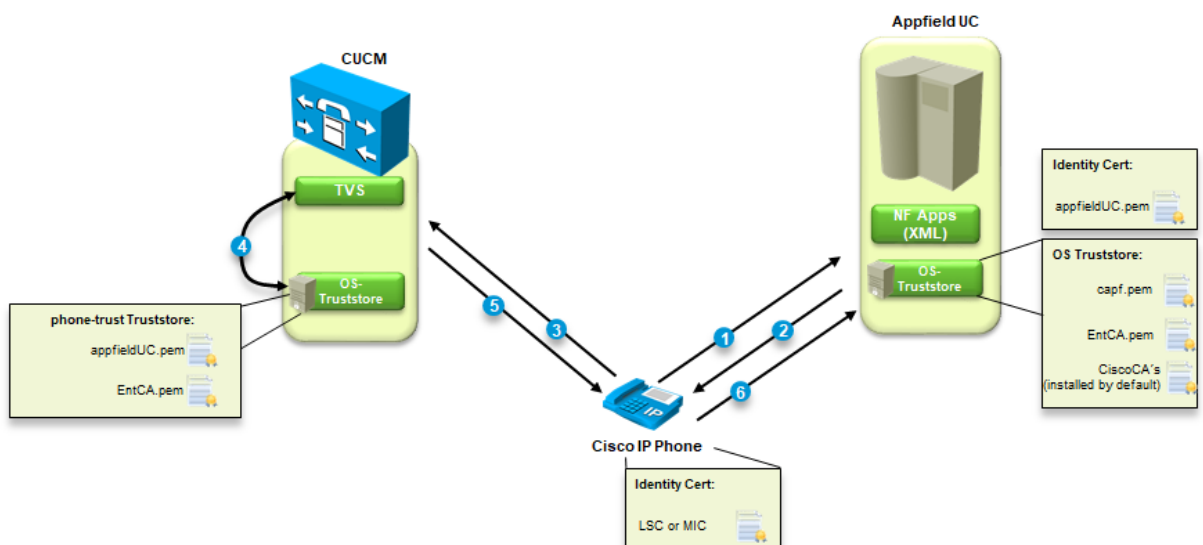 Appfield UC
CUCM
TVS
4
OS-
Truststore
phone-trust Truststore:
appfieldUC.pem
EntCA.pem
5
3
1
2
6
IP
Cisco IP Phone
Identity Cert:
LSC or MIC
NF Apps
(XML)
OS-
Truststore
Identity Cert:
appfieldUC.pem
OS Truststore:
capf.pem
EntCA.pem
CiscoCA's
(installed by default)